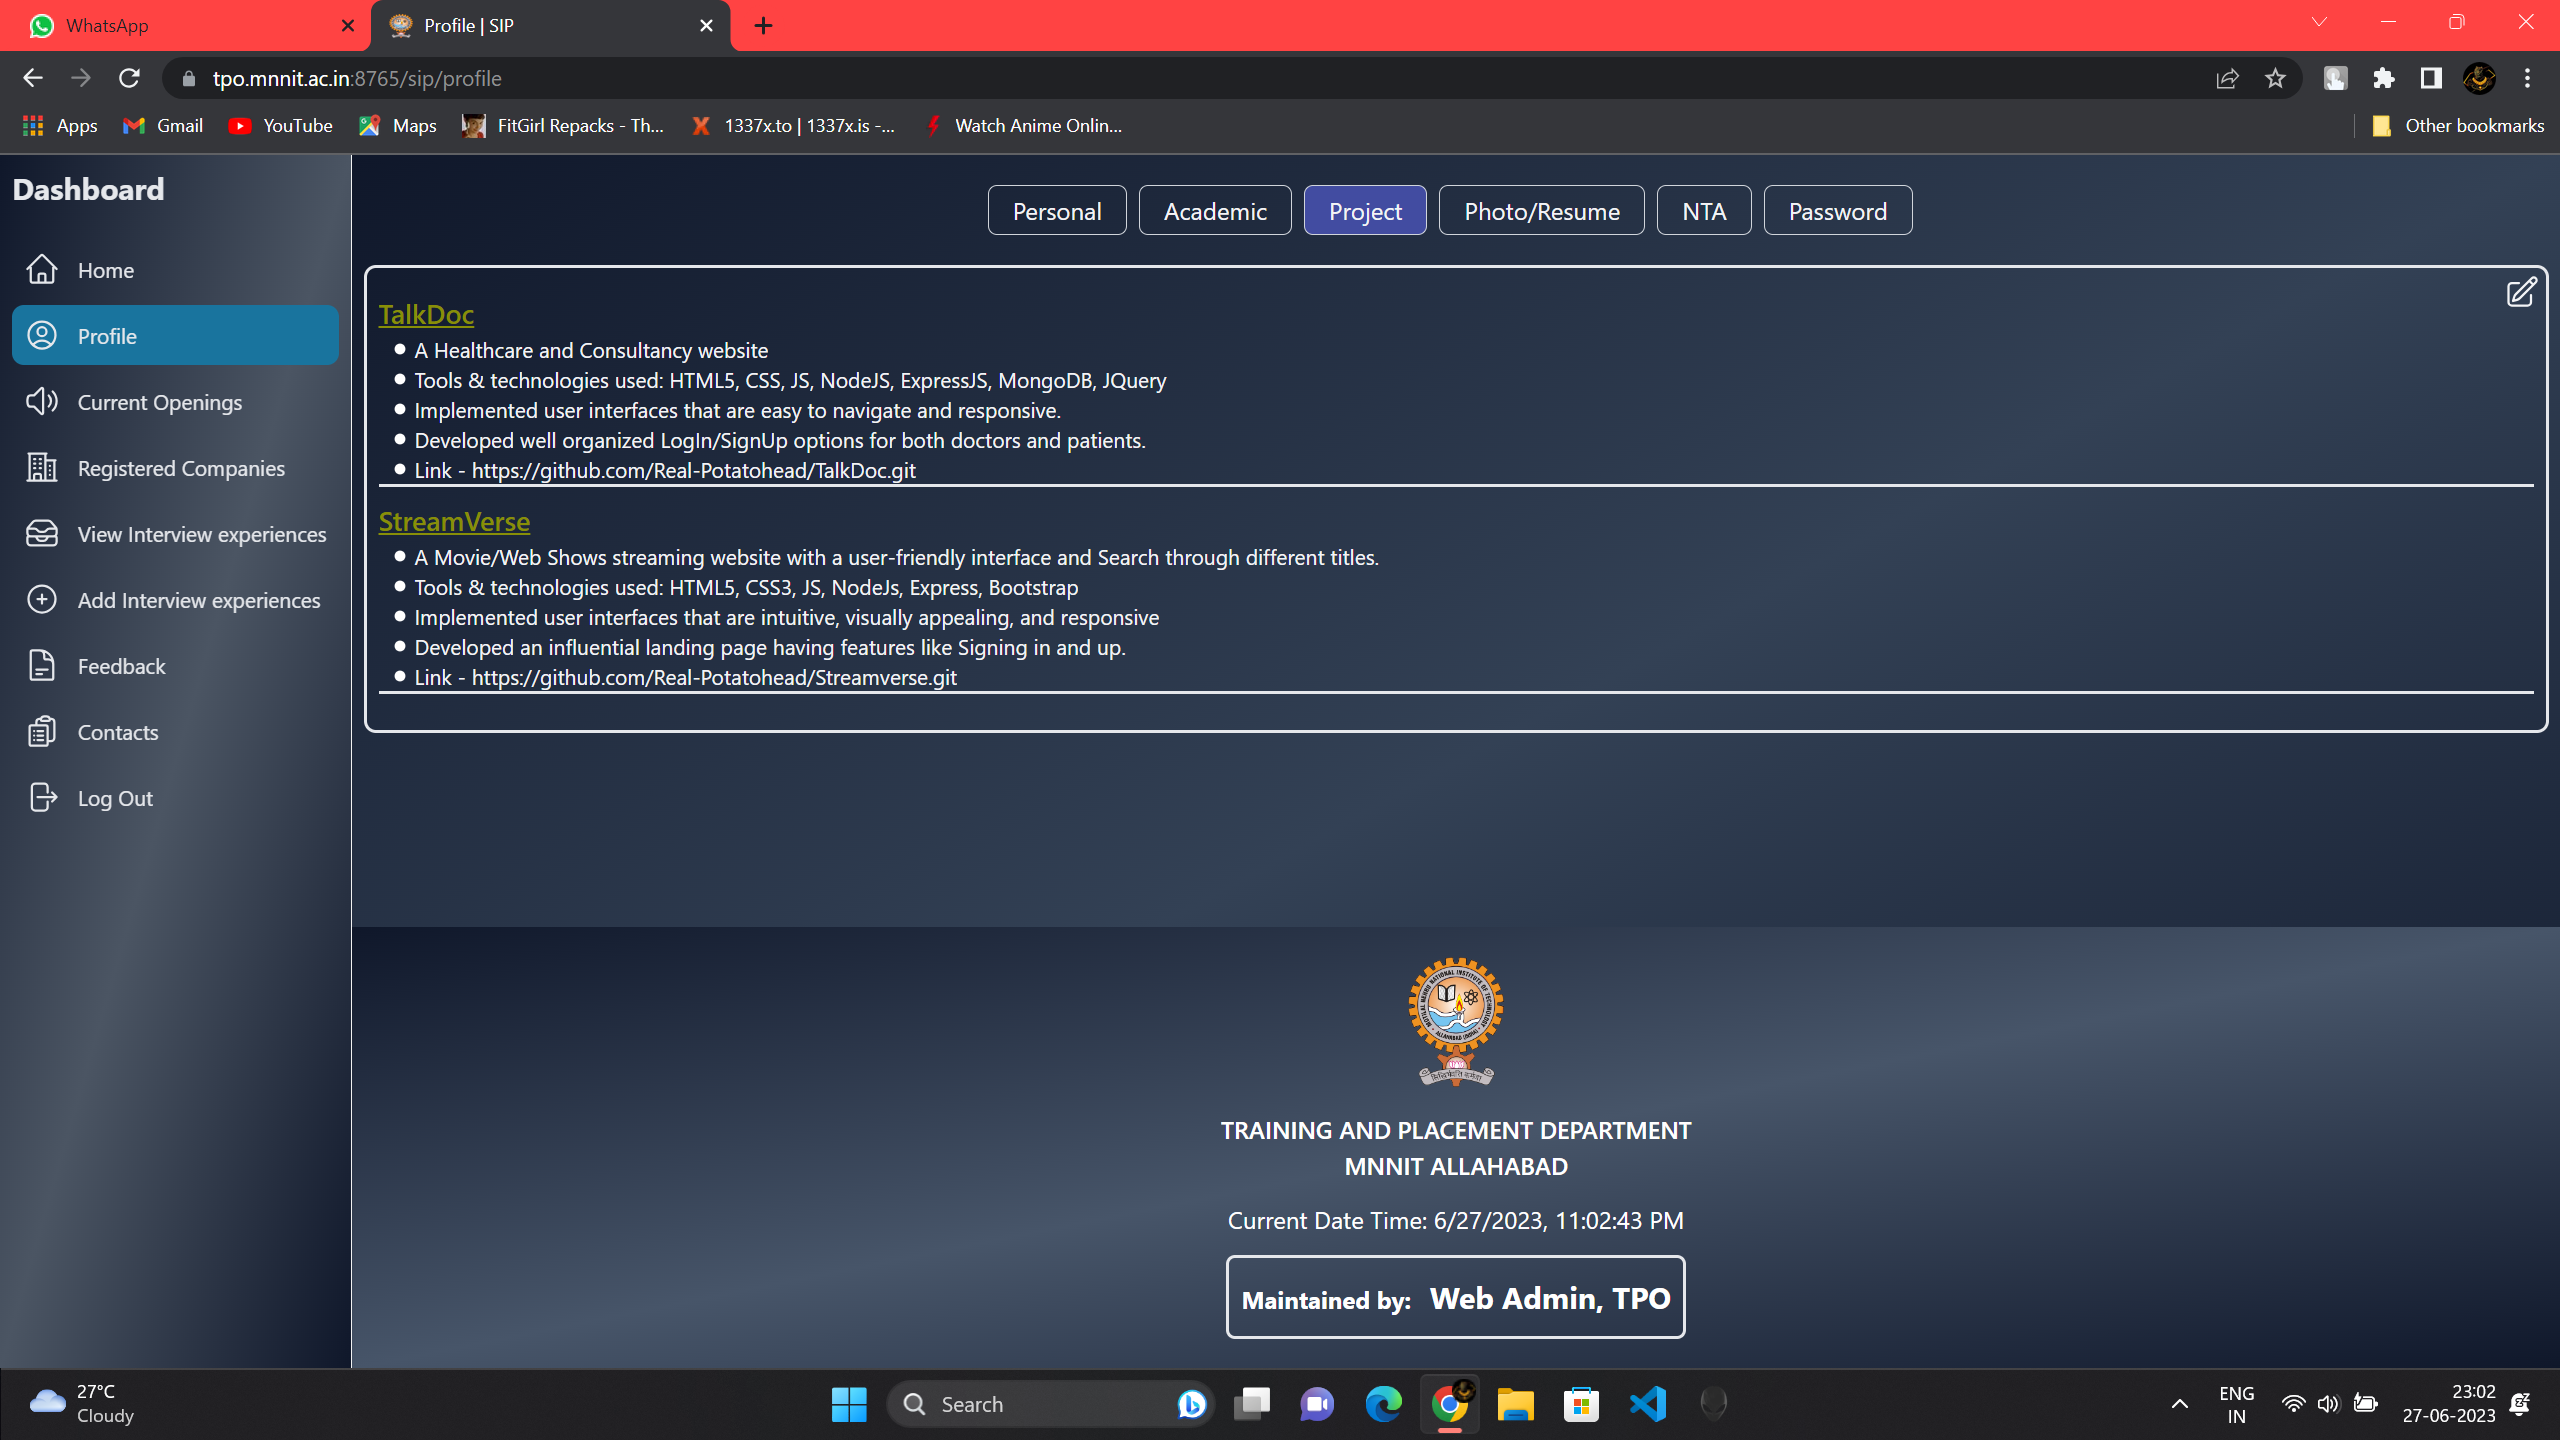 WhatsApp
Profile | SIP
tpo.mnnit.ac.in:8765/sip/profile
Apps
Gmail
YouTube
Maps
FitGirl Repacks - Th...
1337x.to | 1337x.is -...
Watch Anime Onlin...
Other bookmarks
Dashboard
Home
Profile
Current Openings
Registered Companies
View Interview experiences
Add Interview experiences
Feedback
Contacts
Log Out
Personal
Academic
Project
Photo/Resume
NTA
Password
TalkDoc
A Healthcare and Consultancy website
Tools & technologies used: HTML5, CSS, JS, NodeJS, ExpressJS, MongoDB, JQuery
Implemented user interfaces that are easy to navigate and responsive.
Developed well organized LogIn/SignUp options for both doctors and patients.
Link - https://github.com/Real-Potatohead/TalkDoc.git
StreamVerse
A Movie/Web Shows streaming website with a user-friendly interface and Search through different titles.
Tools & technologies used: HTML5, CSS3, JS, NodeJs, Express, Bootstrap
Implemented user interfaces that are intuitive, visually appealing, and responsive
Developed an influential landing page having features like Signing in and up.
Link - https://github.com/Real-Potatohead/Streamverse.git
MOTILAL NEHRU NATIONAL INSTITUTE OF TECHNOLOGY
ALLAHABAD (INDIA)
TRAINING AND PLACEMENT DEPARTMENT
MNNIT ALLAHABAD
Current Date Time: 6/27/2023, 11:02:43 PM
Maintained by: Web Admin, TPO
27°C
Cloudy
Search
ENG
IN
23:02
27-06-2023